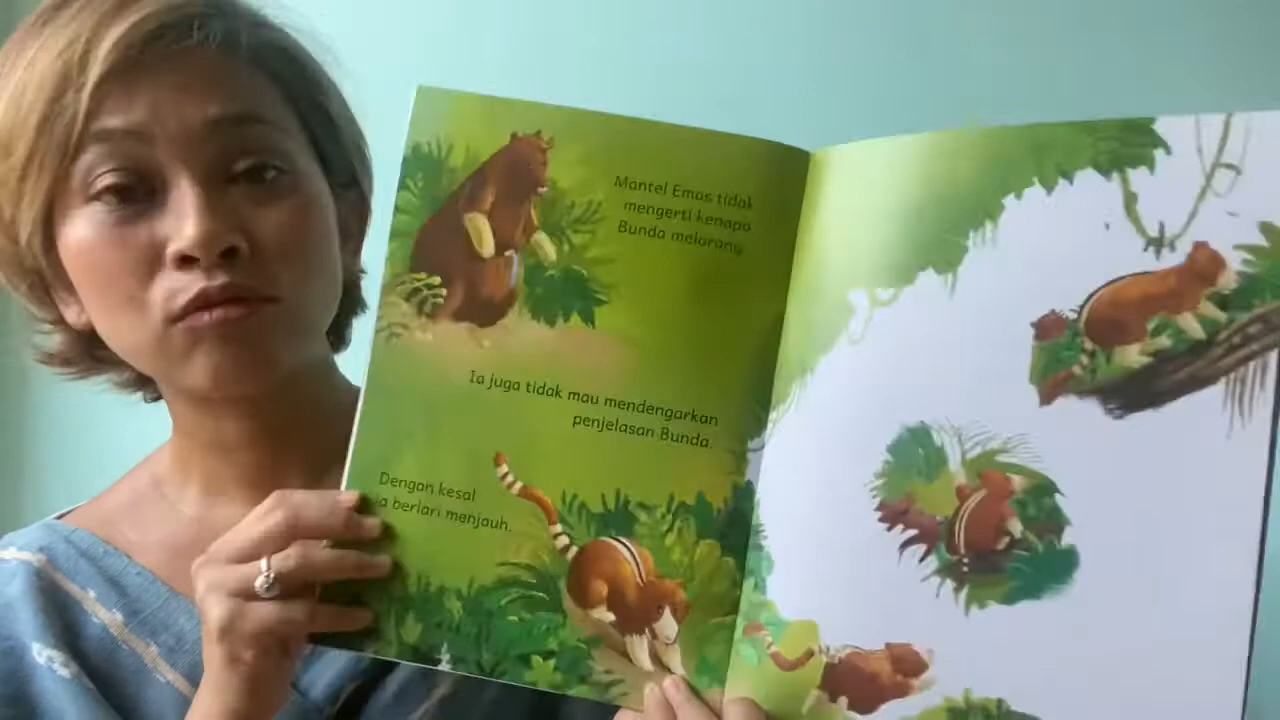 Mantel Emas tidak
mengerti kenapa
Bunda melarang.
Ia juga tidak mau mendengarkan
penjelasan Bunda.
Dengan kesal
ia berlari menjauh.